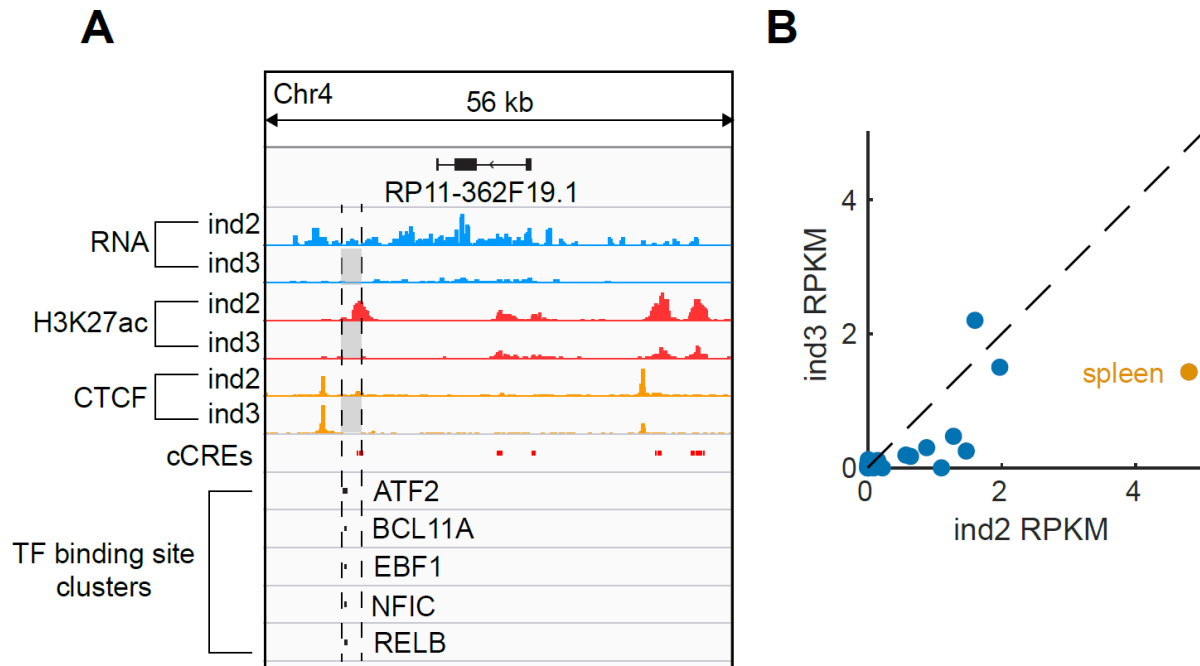 A
Chr4
56 kb
RP11-362F19.1
RNA
ind2
ind3
H3K27ac
ind2
ind3
CTCF
ind2
ind3
cCREs
TF binding site
clusters
ATF2
BCL11A
EBF1
NFIC
RELB
B
ind3 RPKM
4
2
0
spleen
0
2
4
ind2 RPKM